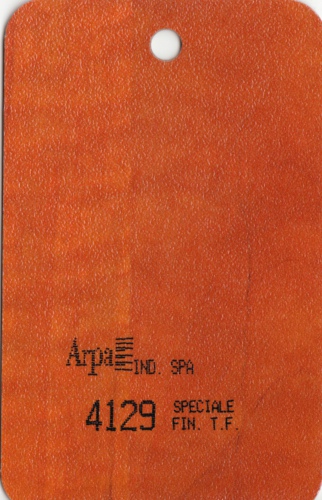 Arpa IND. SPA
4129 SPECIALE
FIN. T.F.